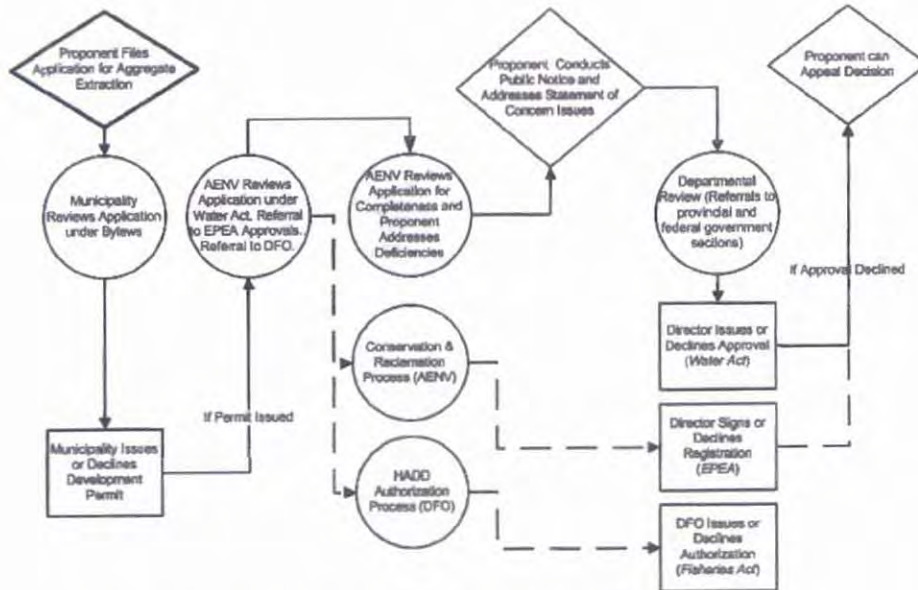 Proponent Files
Application for Aggregate
Extraction
Municipality
Reviews Application
under Bylaws
Municipality Issues
or Declines
Development
Permit
If Permit Issued
AENV Reviews
Application under
Water Act. Referral
to EPEA Approvals.
Referral to DFO.
AENV Reviews
Application for
Completeness and
Proponent
Addresses
Deficiencies
Conservation &
Reclamation
Process (AENV)
HADD
Authorization
Process (DFO)
Proponent Conducts
Public Notice and
Addresses Statement of
Concern Issues
Departmental
Review (Referrals to
provincial and
federal government
sections)
Director Issues or
Declines Approval
(Water Act)
Director Signs or
Declines
Registration
(EPEA)
DFO Issues or
Declines
Authorization
(Fisheries Act)
If Approval Declined
Proponent can
Appeal Decision